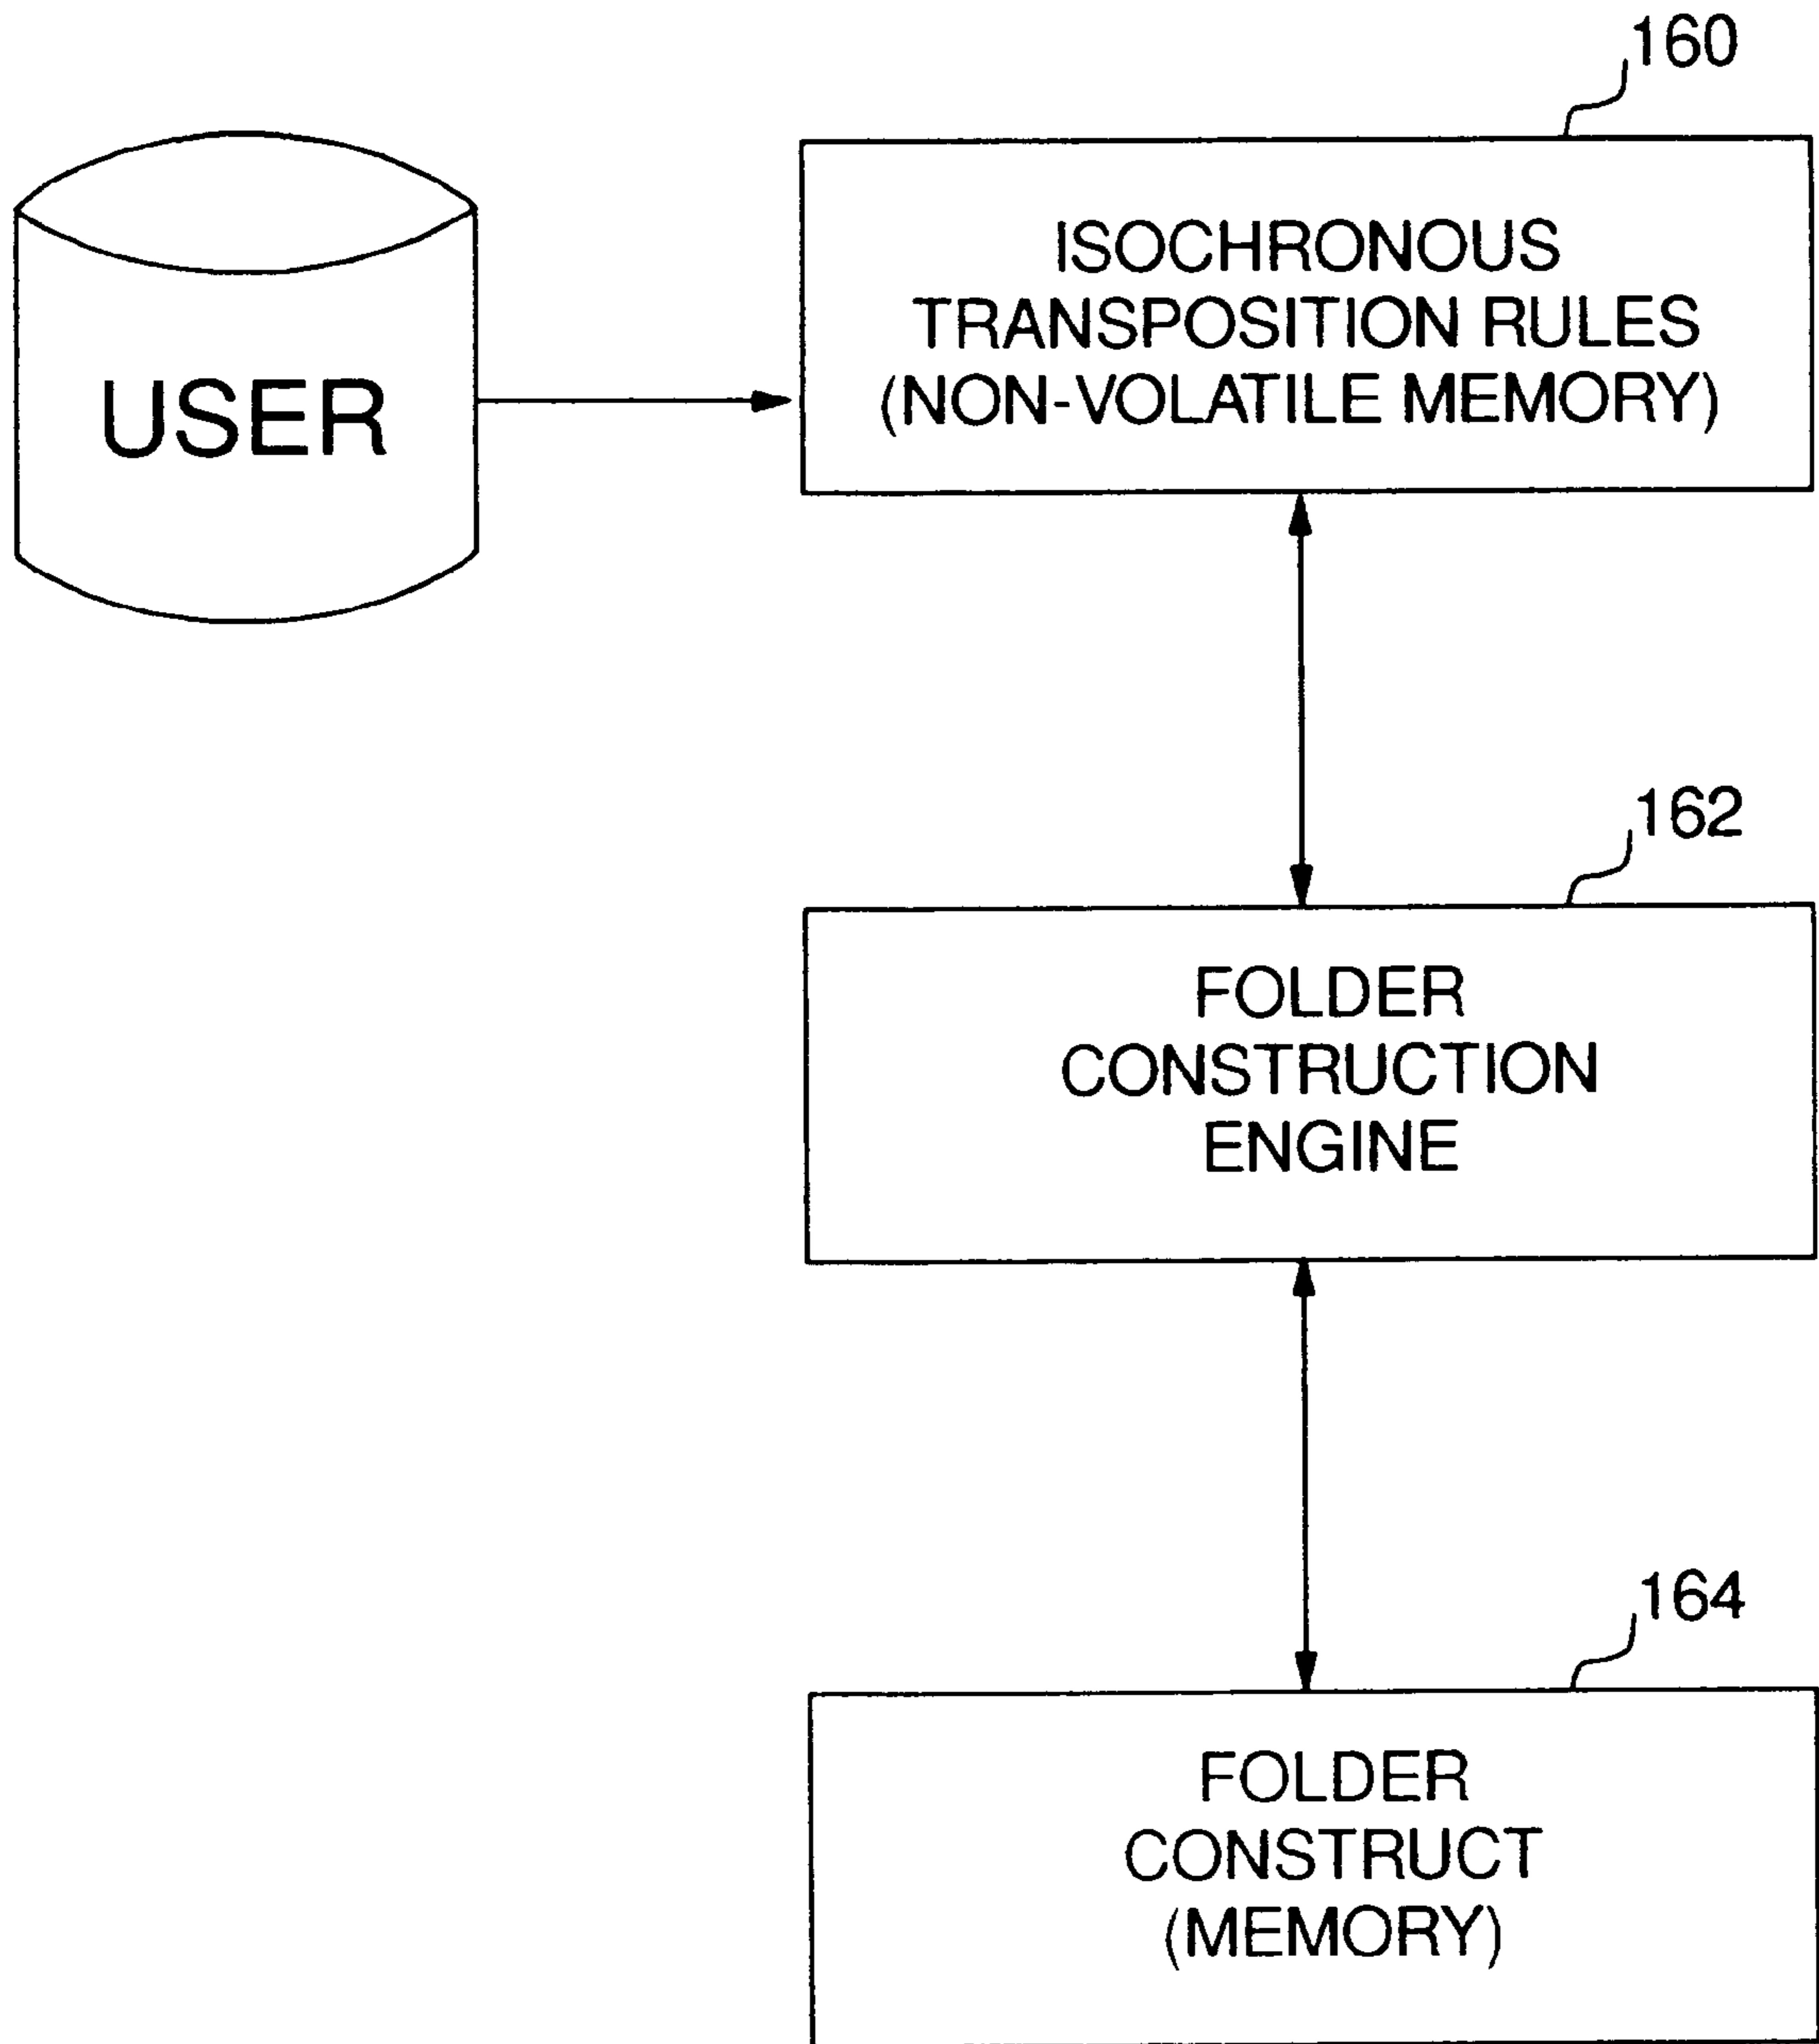 160
USER
ISOCHRONOUS
TRANSPOSITION RULES
(NON-VOLATILE MEMORY)
162
FOLDER
CONSTRUCTION
ENGINE
164
FOLDER
CONSTRUCT
(MEMORY)